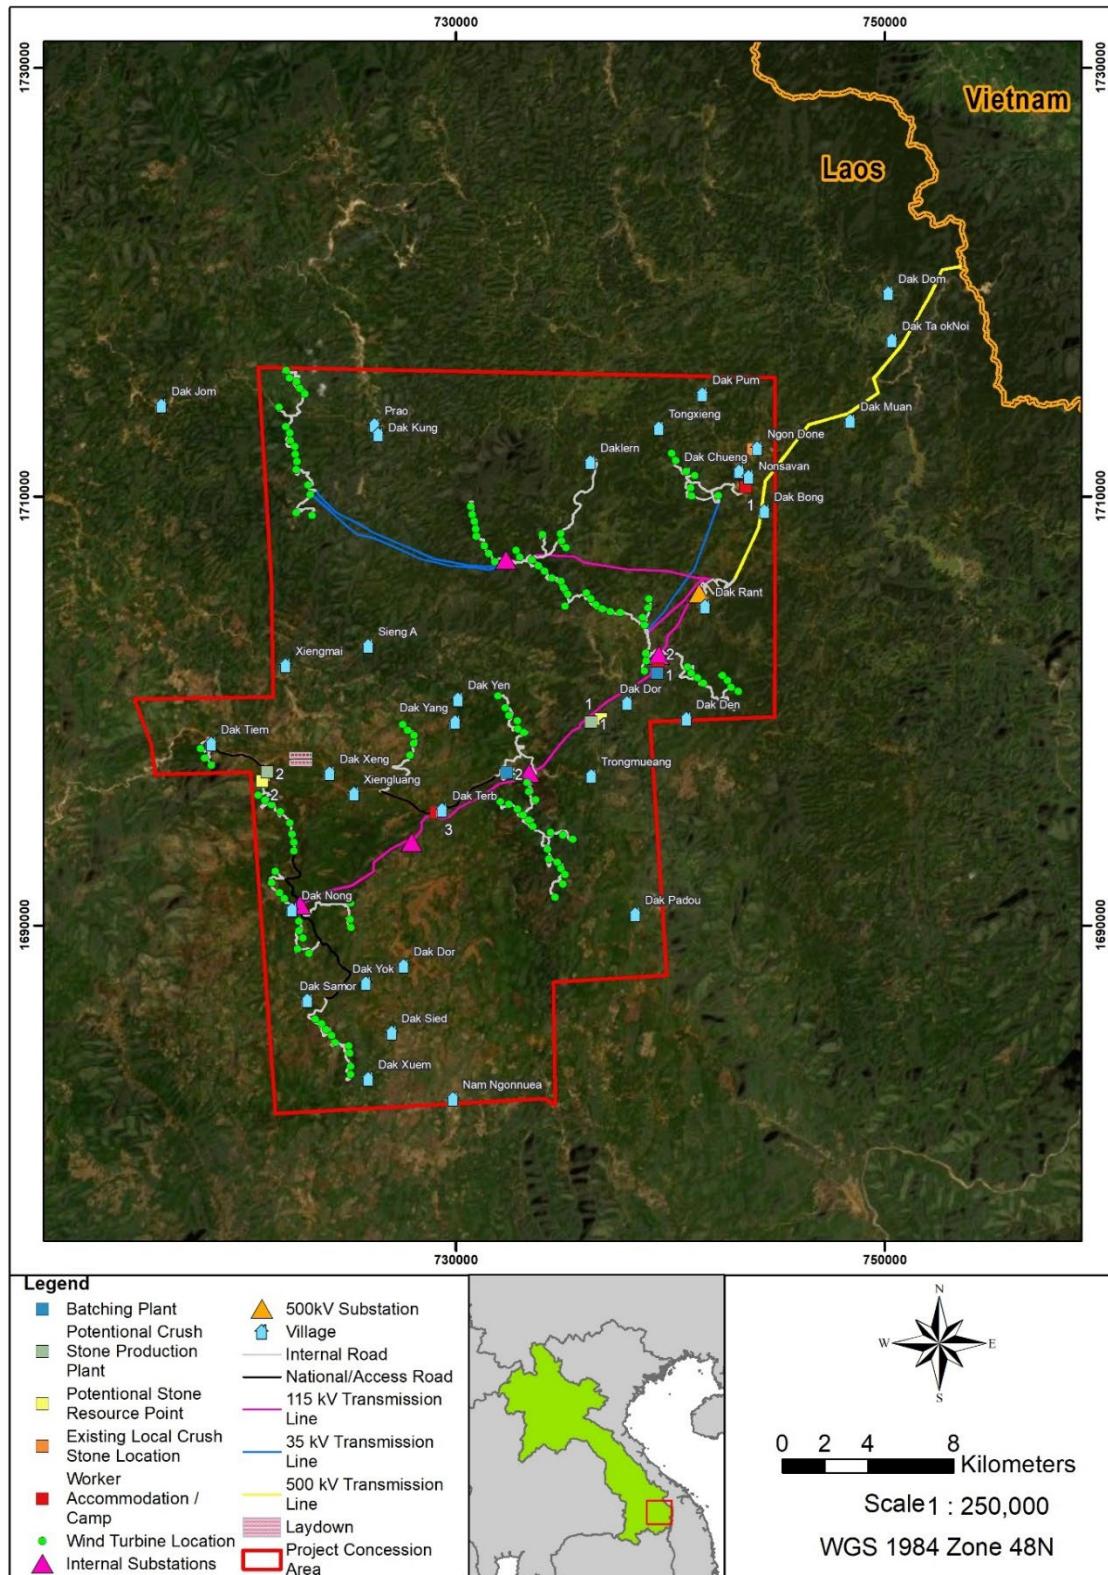 730000
750000
1730000
1730000
Vietnam
Laos
Dak Dom
Dak Ta okNoi
Dak Pum
Dak Jom
Prao
Dak Kung
Tongxieng
Dak Muan
Ngon Done
Daklern
Dak Chueng
Nonsavan
1710000
1710000
1
Dak Bong
Dak Rant
Sieng A
Xiengmai
2
1
Dak Yen
Dak Dor
Dak Yang
1
1
Dak Den
Dak Tiem
Dak Xeng
2
2
Trongmueang
Xiengluang
2
Dak Terb
3
Dak Nong
Dak Padou
1690000
1690000
Dak Dor
Dak Yok
Dak Samor
Dak Sied
Dak Xuem
Nam Ngonnuea
730000
750000
Legend
Batching Plant
Potentional Crush
Stone Production
Plant
Potentional Stone
Resource Point
Existing Local Crush
Stone Location
Worker
Accommodation /
Camp
Wind Turbine Location
Internal Substations
500kV Substation
Village
Internal Road
National/Access Road
115 kV Transmission
Line
35 kV Transmission
Line
500 kV Transmission
Line
Laydown
Project Concession
Area
N
W
E
S
0 2 4 8
Kilometers
Scale 1 : 250,000
WGS 1984 Zone 48N